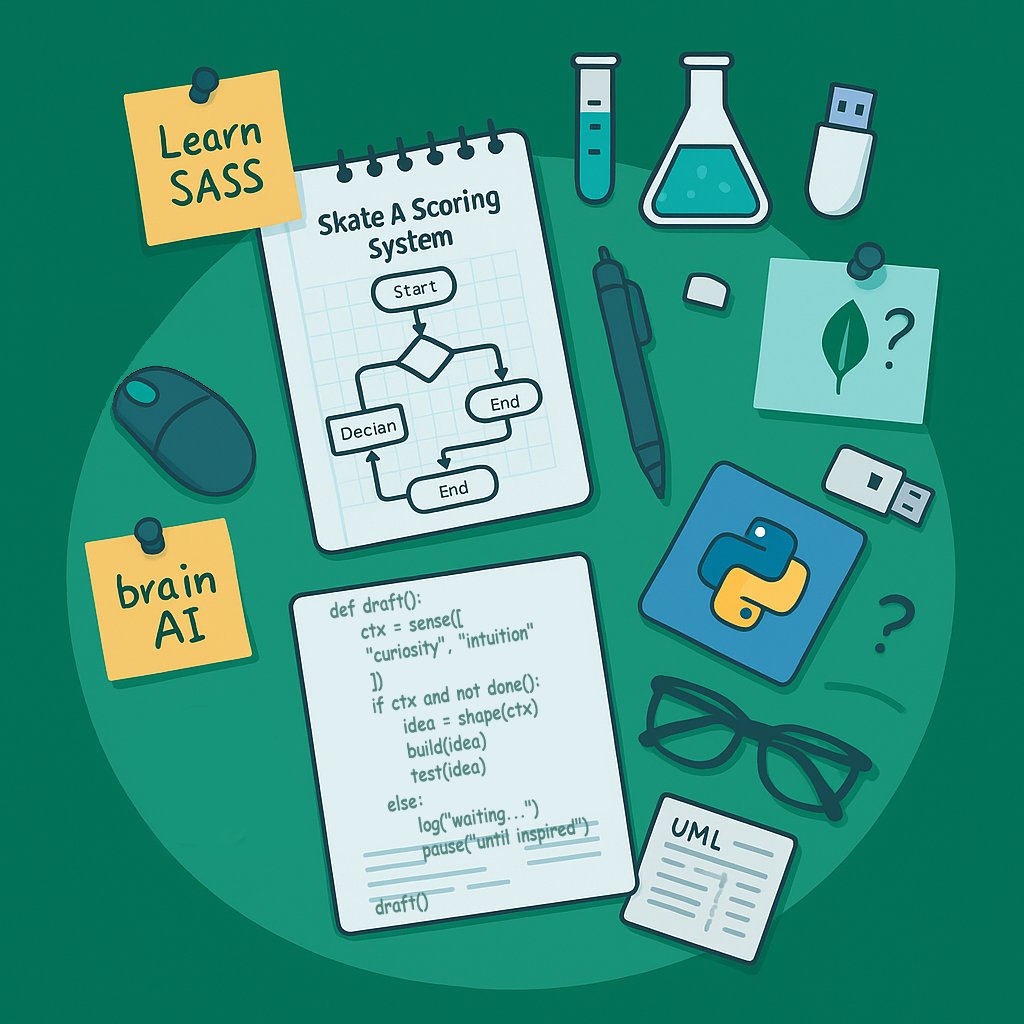 Learn
SASS
Skate A Scoring
System
Start
End
Decian
End
?
brain
AI
def draft():
ctx = sense([
"curiosity", "intuition"
])
if ctx and not done():
idea = shape(ctx)
build(idea)
test(idea)
else:
log("waiting...")
pause("until inspired")
draft()
?
UML